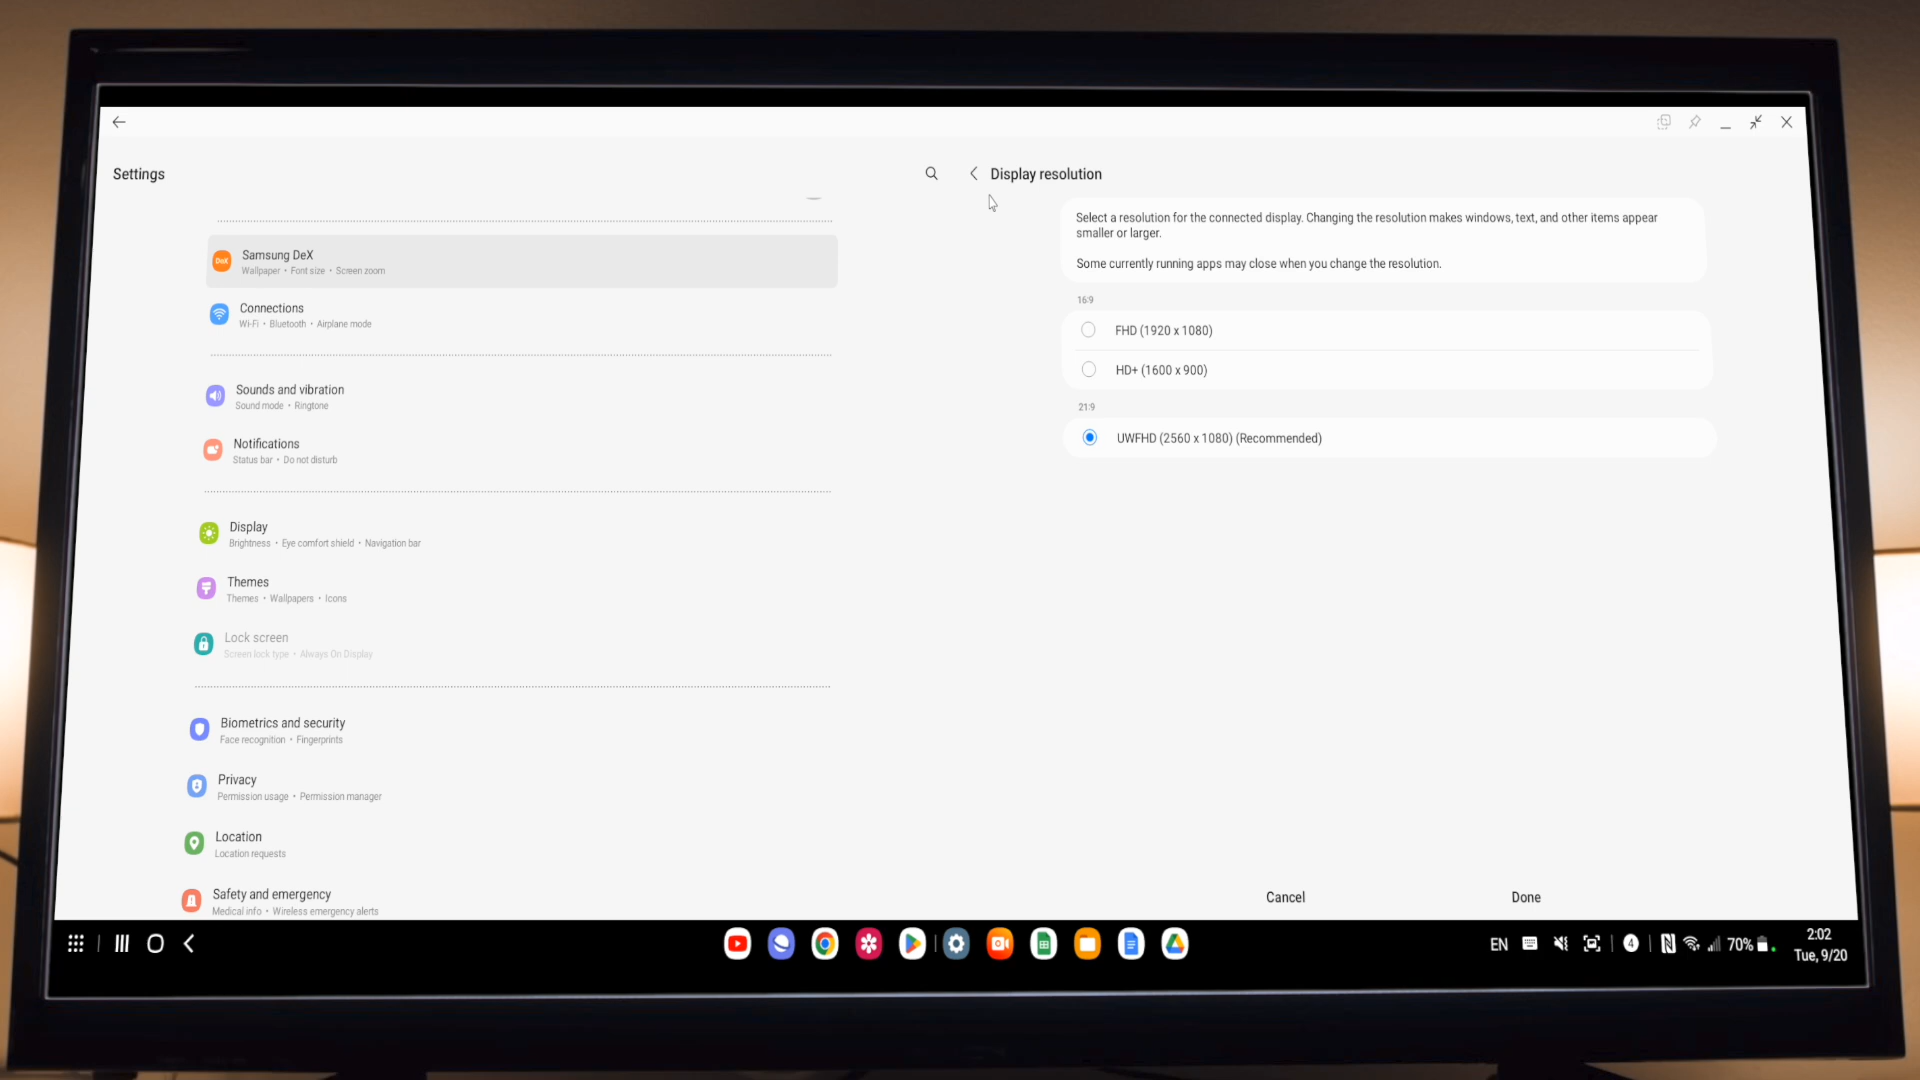 Settings
DeX
Samsung DeX
Wallpaper • Font size • Screen zoom
Connections
Wi-Fi • Bluetooth • Airplane mode
Sounds and vibration
Sound mode • Ringtone
Notifications
Status bar • Do not disturb
Display
Brightness • Eye comfort shield • Navigation bar
Themes
Themes • Wallpapers • Icons
Lock screen
Screen lock type • Always On Display
Biometrics and security
Face recognition • Fingerprints
Privacy
Permission usage • Permission manager
Location
Location requests
Safety and emergency
Medical info • Wireless emergency alerts
Display resolution
Select a resolution for the connected display. Changing the resolution makes windows, text, and other items appear
smaller or larger.
Some currently running apps may close when you change the resolution.
16:9
FHD (1920 x 1080)
HD+ (1600 x 900)
21:9
UWFHD (2560 x 1080) (Recommended)
Cancel
Done
EN
4
70%
2:02
Tue, 9/20